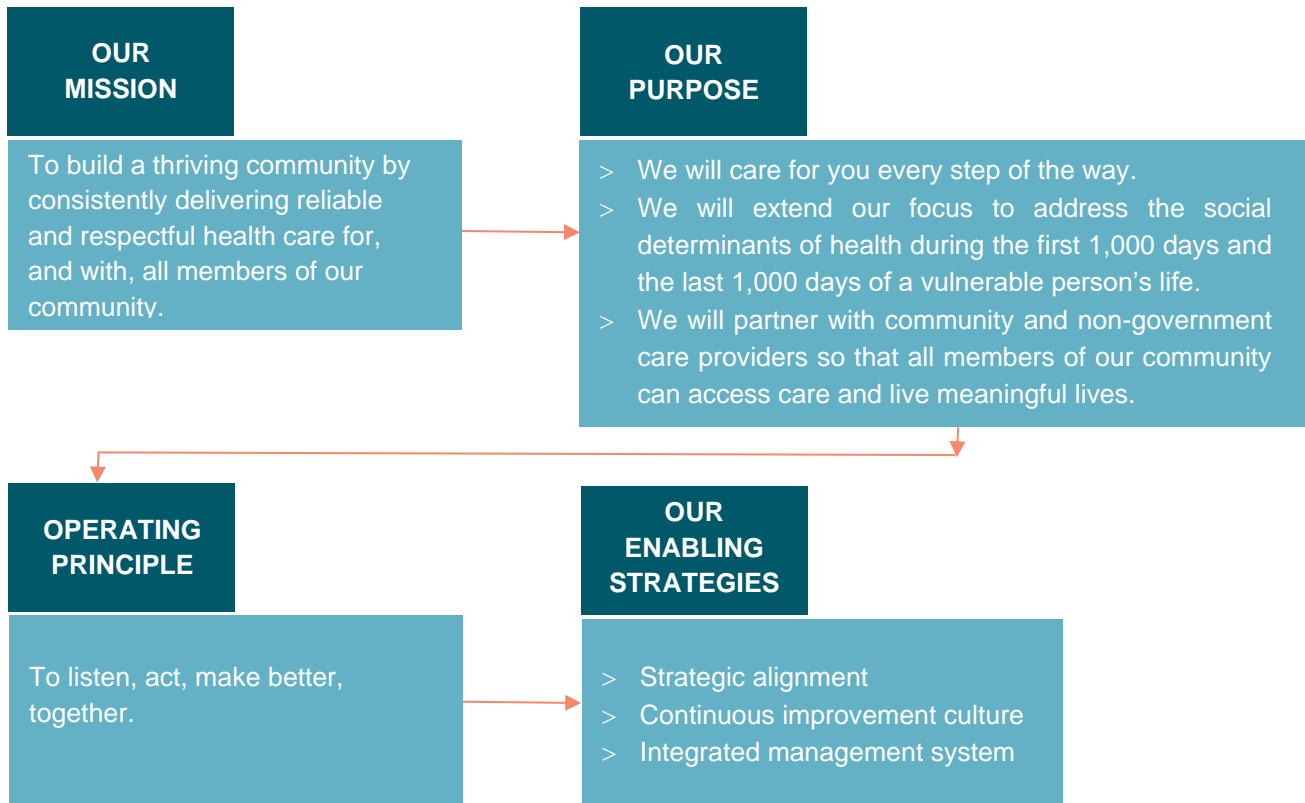 OUR
MISSION
To build a thriving community by
consistently delivering reliable
and respectful health care for,
and with, all members of our
community.
OUR
PURPOSE
> We will care for you every step of the way.
> We will extend our focus to address the social
determinants of health during the first 1,000 days and
the last 1,000 days of a vulnerable person’s life.
> We will partner with community and non-government
care providers so that all members of our community
can access care and live meaningful lives.
OPERATING
PRINCIPLE
To listen, act, make better,
together.
OUR
ENABLING
STRATEGIES
> Strategic alignment
> Continuous improvement culture
> Integrated management system